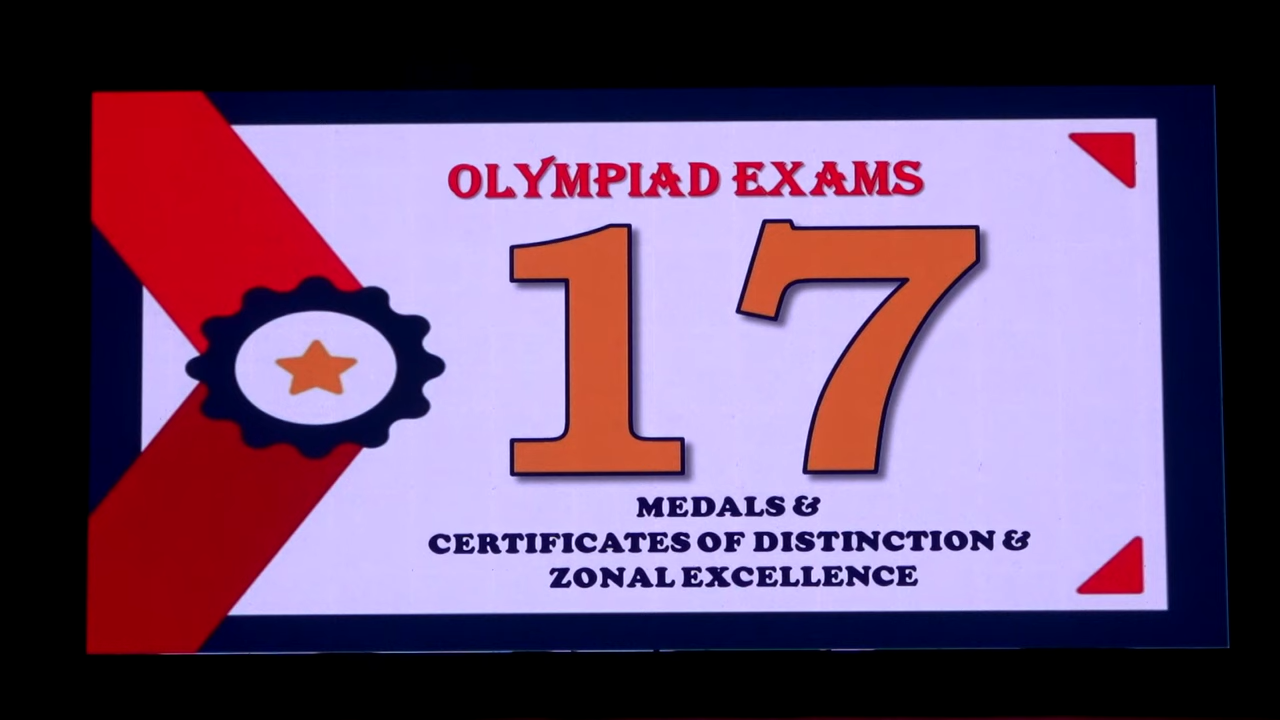 OLYMPIAD EXAMS
17
MEDALS &
CERTIFICATES OF DISTINCTION &
ZONAL EXCELLENCE